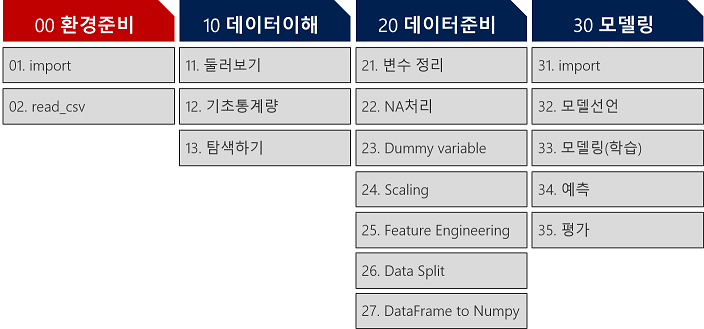 00 환경준비
01. import
02. read_csv
10 데이터이해
11. 둘러보기
12. 기초통계량
13. 탐색하기
20 데이터준비
21. 변수 정리
22. NA처리
23. Dummy variable
24. Scaling
25. Feature Engineering
26. Data Split
27. DataFrame to Numpy
30 모델링
31. import
32. 모델선언
33. 모델링(학습)
34. 예측
35. 평가